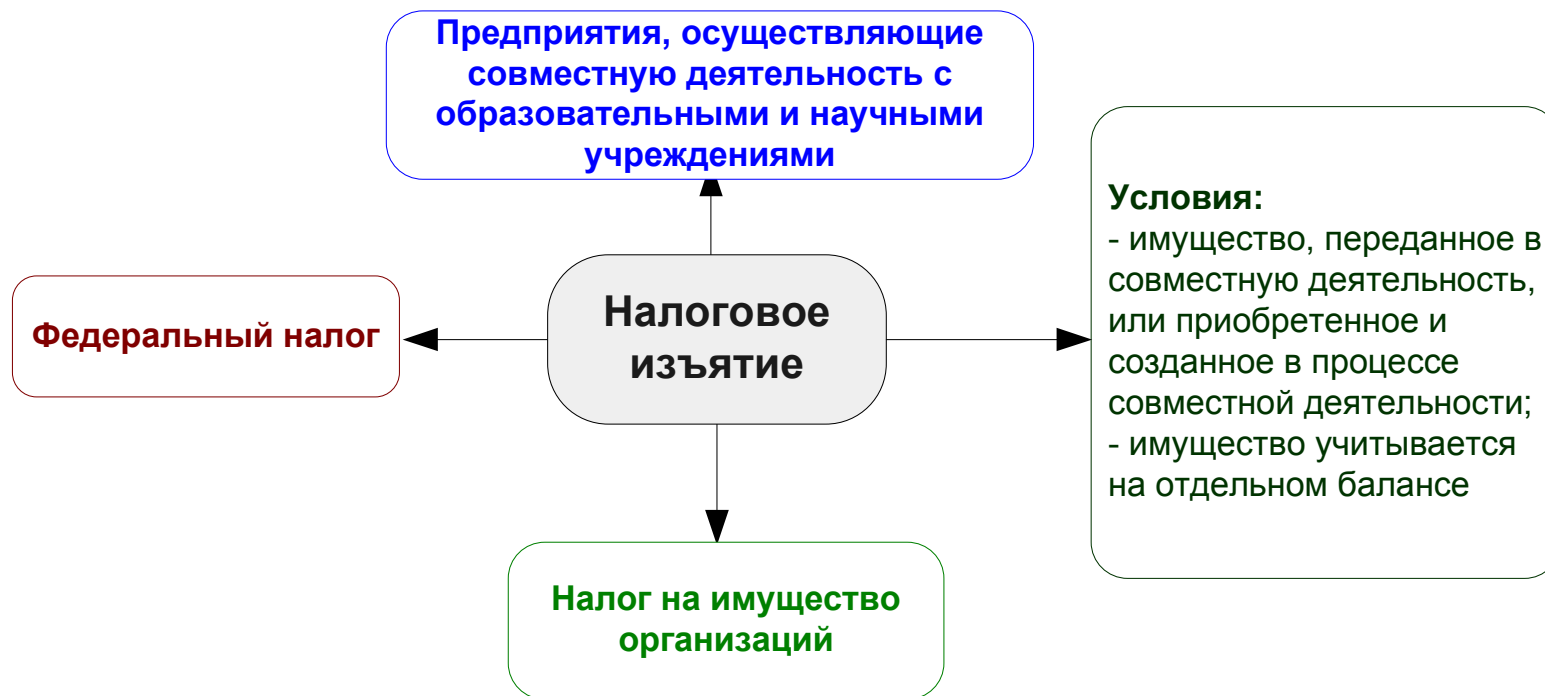 Предприятия, осуществляющие
совместную деятельность с
образовательными и научными
учреждениями
Федеральный налог
Налоговое
изъятие
Условия:
- имущество, переданное в
совместную деятельность,
или приобретенное и
созданное в процессе
совместной деятельности;
- имущество учитывается
на отдельном балансе
Налог на имущество
организаций